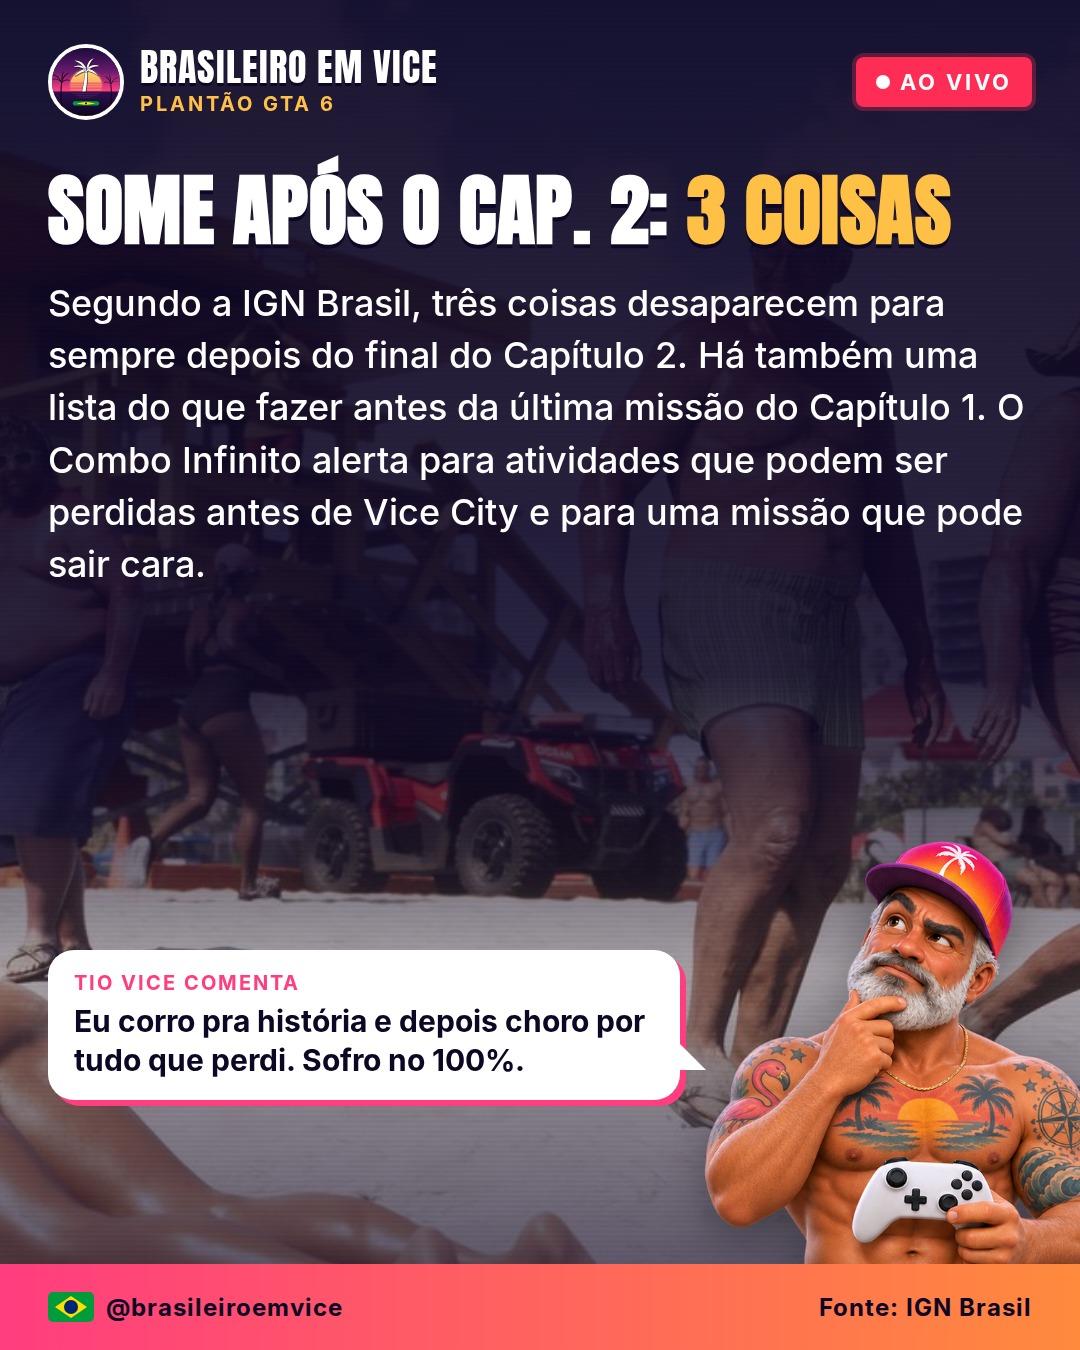 BRASILEIRO EM VICE
PLANTÃO GTA 6
AO VIVO
SOME APÓS O CAP. 2: 3 COISAS
Segundo a IGN Brasil, três coisas desaparecem para
sempre depois do final do Capítulo 2. Há também uma
lista do que fazer antes da última missão do Capítulo 1. O
Combo Infinito alerta para atividades que podem ser
perdidas antes de Vice City e para uma missão que pode
sair cara.
TIO VICE COMENTA
Eu corro pra história e depois choro por
tudo que perdi. Sofro no 100%.
@brasileiroemvice
Fonte: IGN Brasil